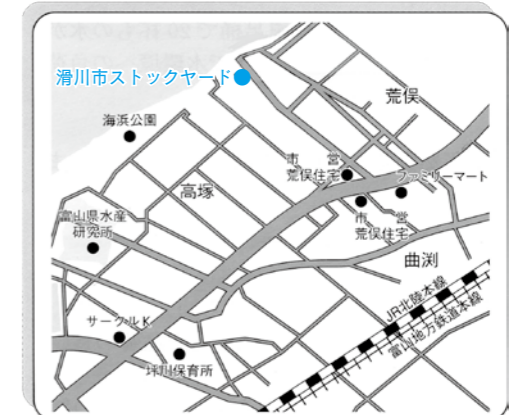 滑川市ストックヤード
荒俣
海浜公園
市営
荒俣住宅
ファミリーマート
高塚
市営
荒俣住宅
富山県水産
研究所
曲渕
JR北陸本線
富山地方鉄道本線
サークルK
坪川保育所